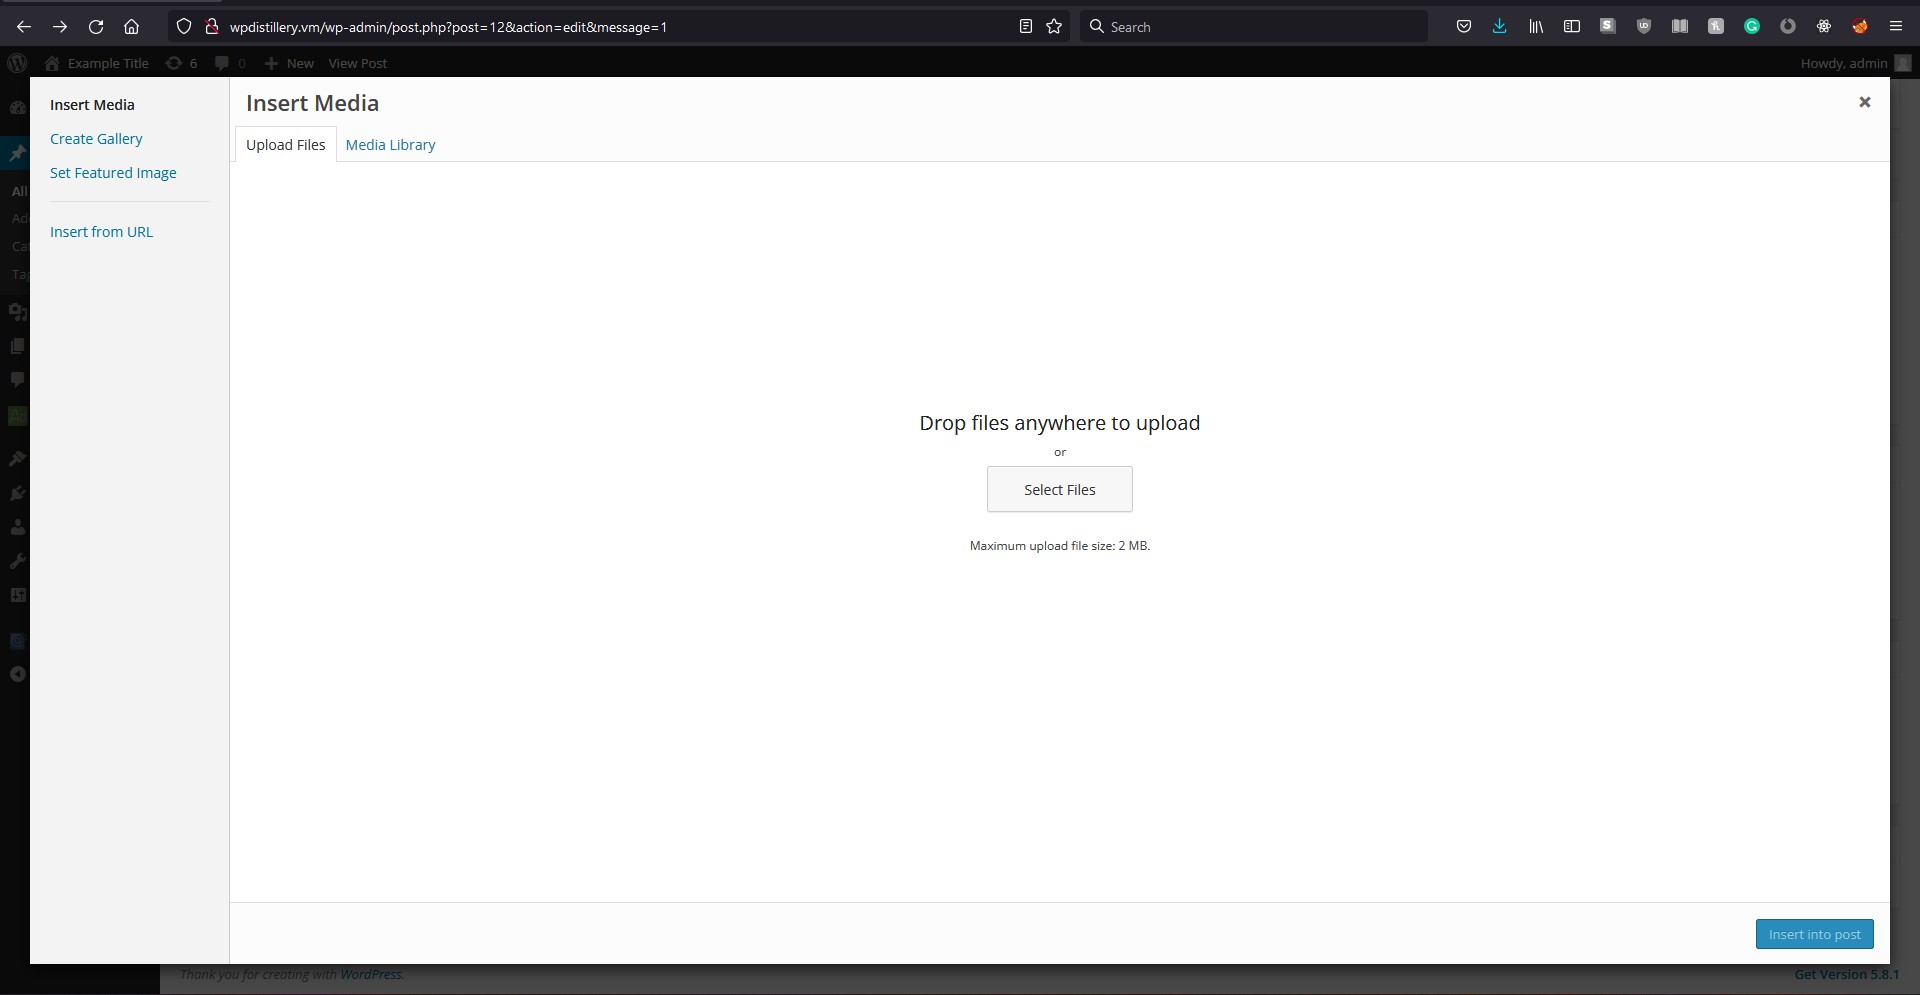 wpdistillery.vm/wp-admin/post.php?post=12&action=edit&message=1
Search
Example Title
6
0
New
View Post
Howdy, admin
Insert Media
Create Gallery
Set Featured Image
Insert from URL
Insert Media
Upload Files
Media Library
All
Drop files anywhere to upload
or
Select Files
Maximum upload file size: 2 MB.
Insert into post
Thank you for creating with WordPress.
Get Version 5.8.1